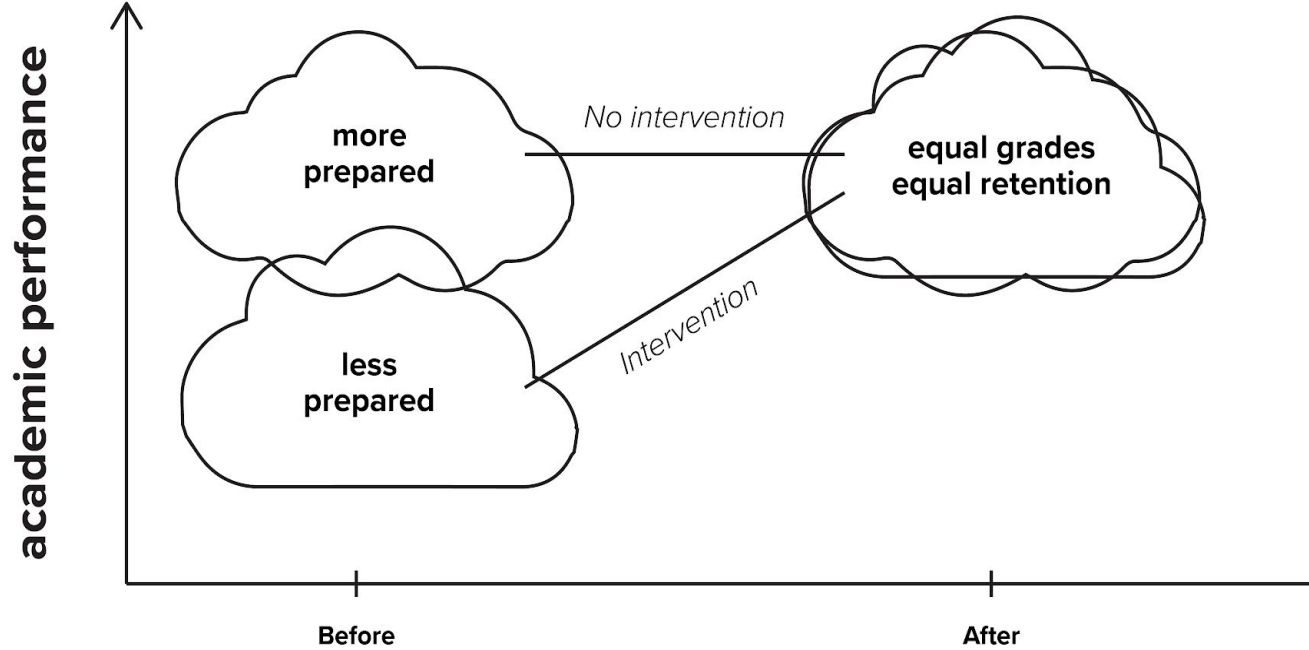 academic performance
more
prepared
No intervention
equal grades
equal retention
less
prepared
Intervention
Before
After